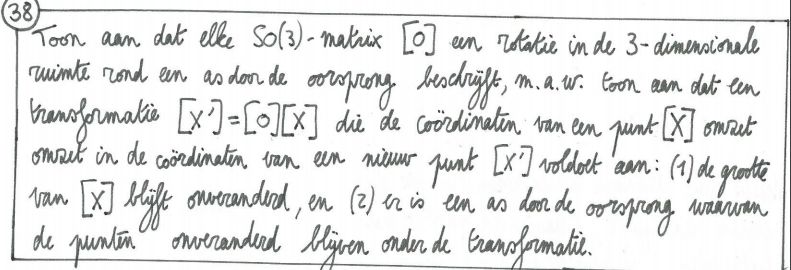 38
Toon aan dat elke SO(3)-matrix [O] een rotatie in de 3-dimensionale
ruimte rond een as door de oorsprong beschrijft, m.a.w. toon aan dat een
transformatie [X']=[O][X] die de coördinaten van een punt [X] omzet
omzet in de coördinaten van een nieuw punt [X'] voldoet aan: (1) de grootte
van [X] blijft onveranderd, en (2) er is een as door de oorsprong waarvan
de punten onveranderd blijven onder de transformatie.